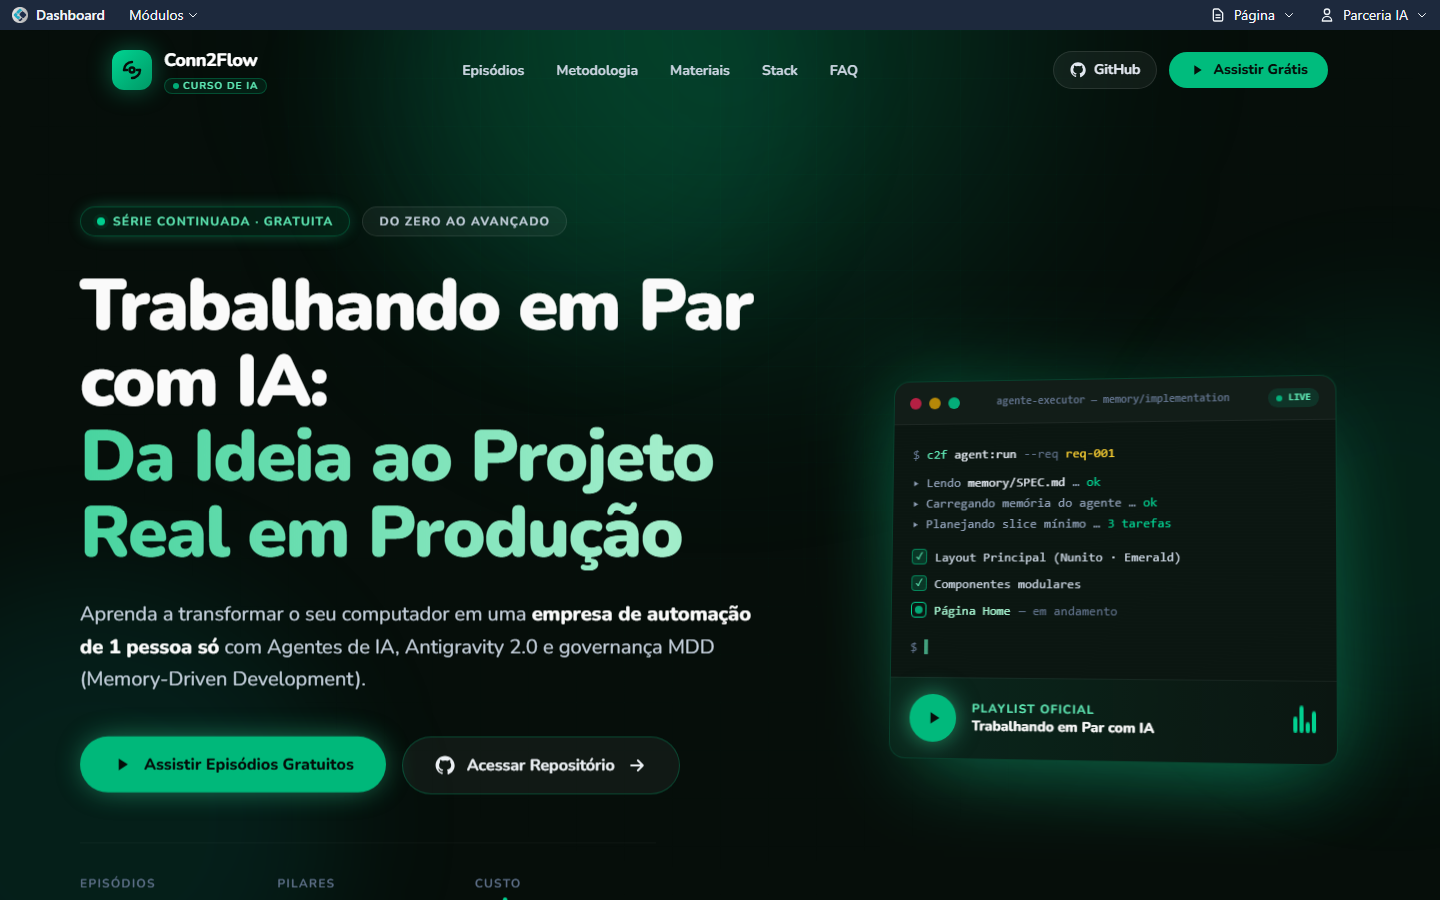 Dashboard
Módulos
Página
Parceria IA
Conn2Flow
CURSO DE IA
Episódios
Metodologia
Materiais
Stack
FAQ
GitHub
Assistir Grátis
SÉRIE CONTINUADA · GRATUITA
DO ZERO AO AVANÇADO
Trabalhando em Par
com IA:
Da Ideia ao Projeto
Real em Produção
Aprenda a transformar o seu computador em uma empresa de automação
de 1 pessoa só com Agentes de IA, Antigravity 2.0 e governança MDD
(Memory-Driven Development).
Assistir Episódios Gratuitos
Acessar Repositório →
agente-executor — memory/implementation
LIVE
$ c2f agent:run --req req-001
▸ Lendo memory/SPEC.md … ok
▸ Carregando memória do agente … ok
▸ Planejando slice mínimo … 3 tarefas
Layout Principal (Nunito · Emerald)
Componentes modulares
Página Home — em andamento
$
PLAYLIST OFICIAL
Trabalhando em Par com IA
EPISÓDIOS
PILARES
CUSTO